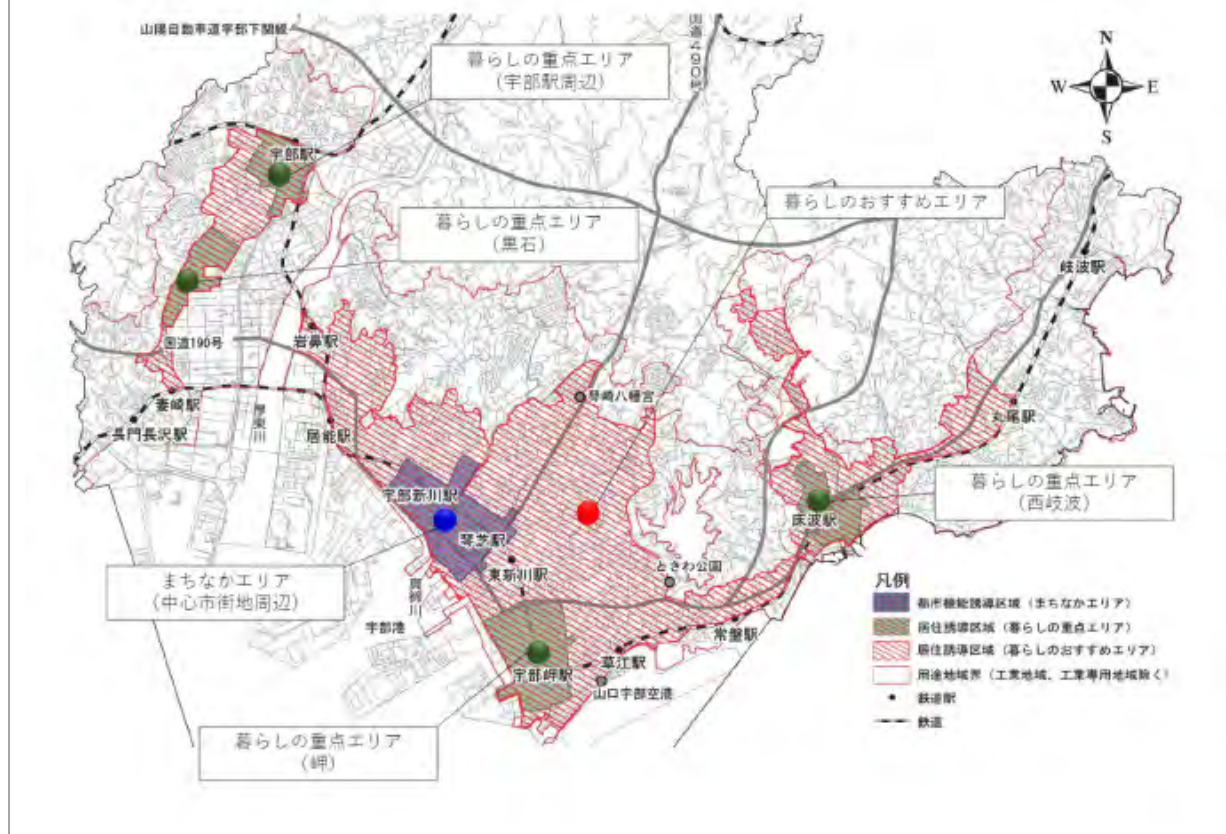 山陽自動車道宇部下関線
国道490号
暮らしの重点エリア
(宇部駅周辺)
N
W
E
S
宇部駅
暮らしのおすすめエリア
暮らしの重点エリア
(黒石)
岐波駅
国道190号
岩鼻駅
琴崎八幡宮
妻崎駅
丸尾駅
長門長沢駅
厚東川
居能駅
暮らしの重点エリア
(西岐波)
宇部新川駅
床波駅
琴芝駅
まちなかエリア
(中心市街地周辺)
東新川駅
ときわ公園
宇部港
常盤駅
宇部岬駅
草江駅
山口宇部空港
暮らしの重点エリア
(岬)
凡例
都市機能誘導区域(まちなかエリア)
居住誘導区域(暮らしの重点エリア)
居住誘導区域(暮らしのおすすめエリア)
用途地域界(工業地域、工業専用地域除く)
鉄道駅
鉄道